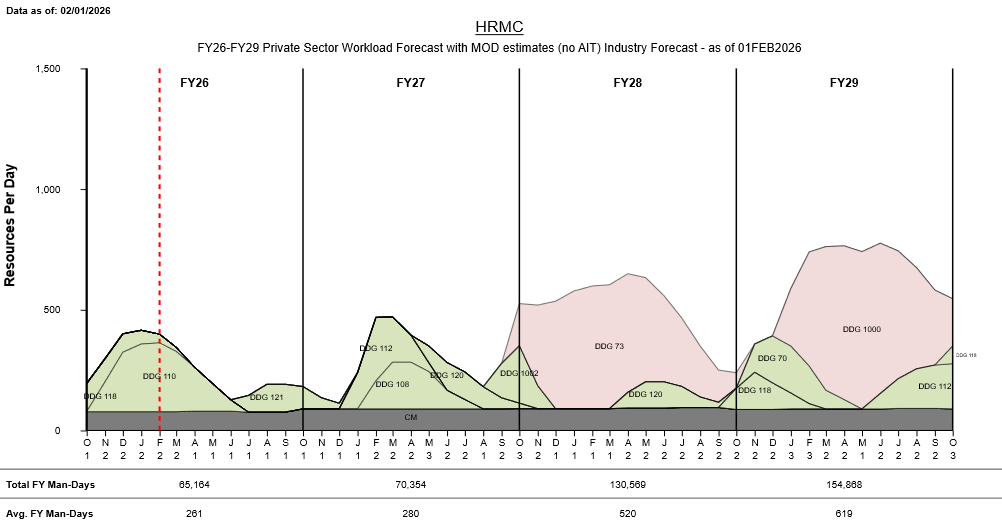 Data as of: 02/01/2026
HRMC
FY26-FY29 Private Sector Workload Forecast with MOD estimates (no AIT) Industry Forecast - as of 01FEB2026
1,500
FY26 FY27 FY28 FY29
1,000
Resources Per Day
500
0
DDG 118
DDG 110
DDG 121
DDG 112
DDG 108
DDG 120
DDG 1002
CM
DDG 73
DDG 120
DDG 118
DDG 70
DDG 1000
DDG 112
DDG 118
O N D J F M A M J J A S O N D J F M A M J J A S O N D J F M A M J J A S O N D J F M A M J J A S O
1 2 2 2 2 2 1 1 1 1 1 1 1 1 1 1 2 2 2 2 2 2 1 2 3 2 1 1 1 1 2 2 2 2 2 2 2 2 2 3 3 2 2 1 2 2 3 2 3
Total FY Man-Days 65,164 70,354 130,569 154,868
Avg. FY Man-Days 261 280 520 619